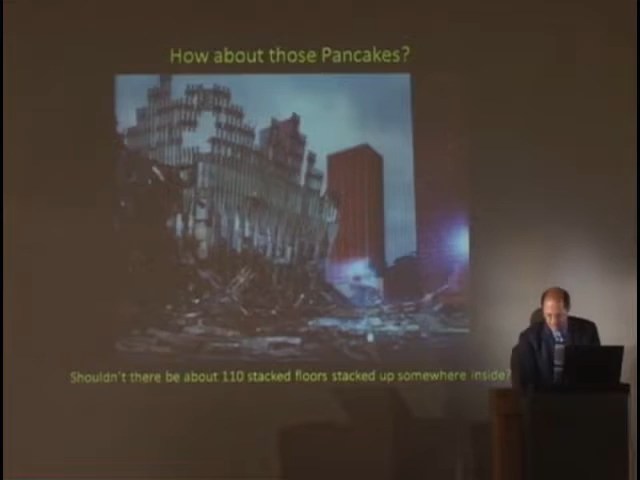 How about those Pancakes?
Shouldn't there be about 110 stacked floors stacked up somewhere inside?